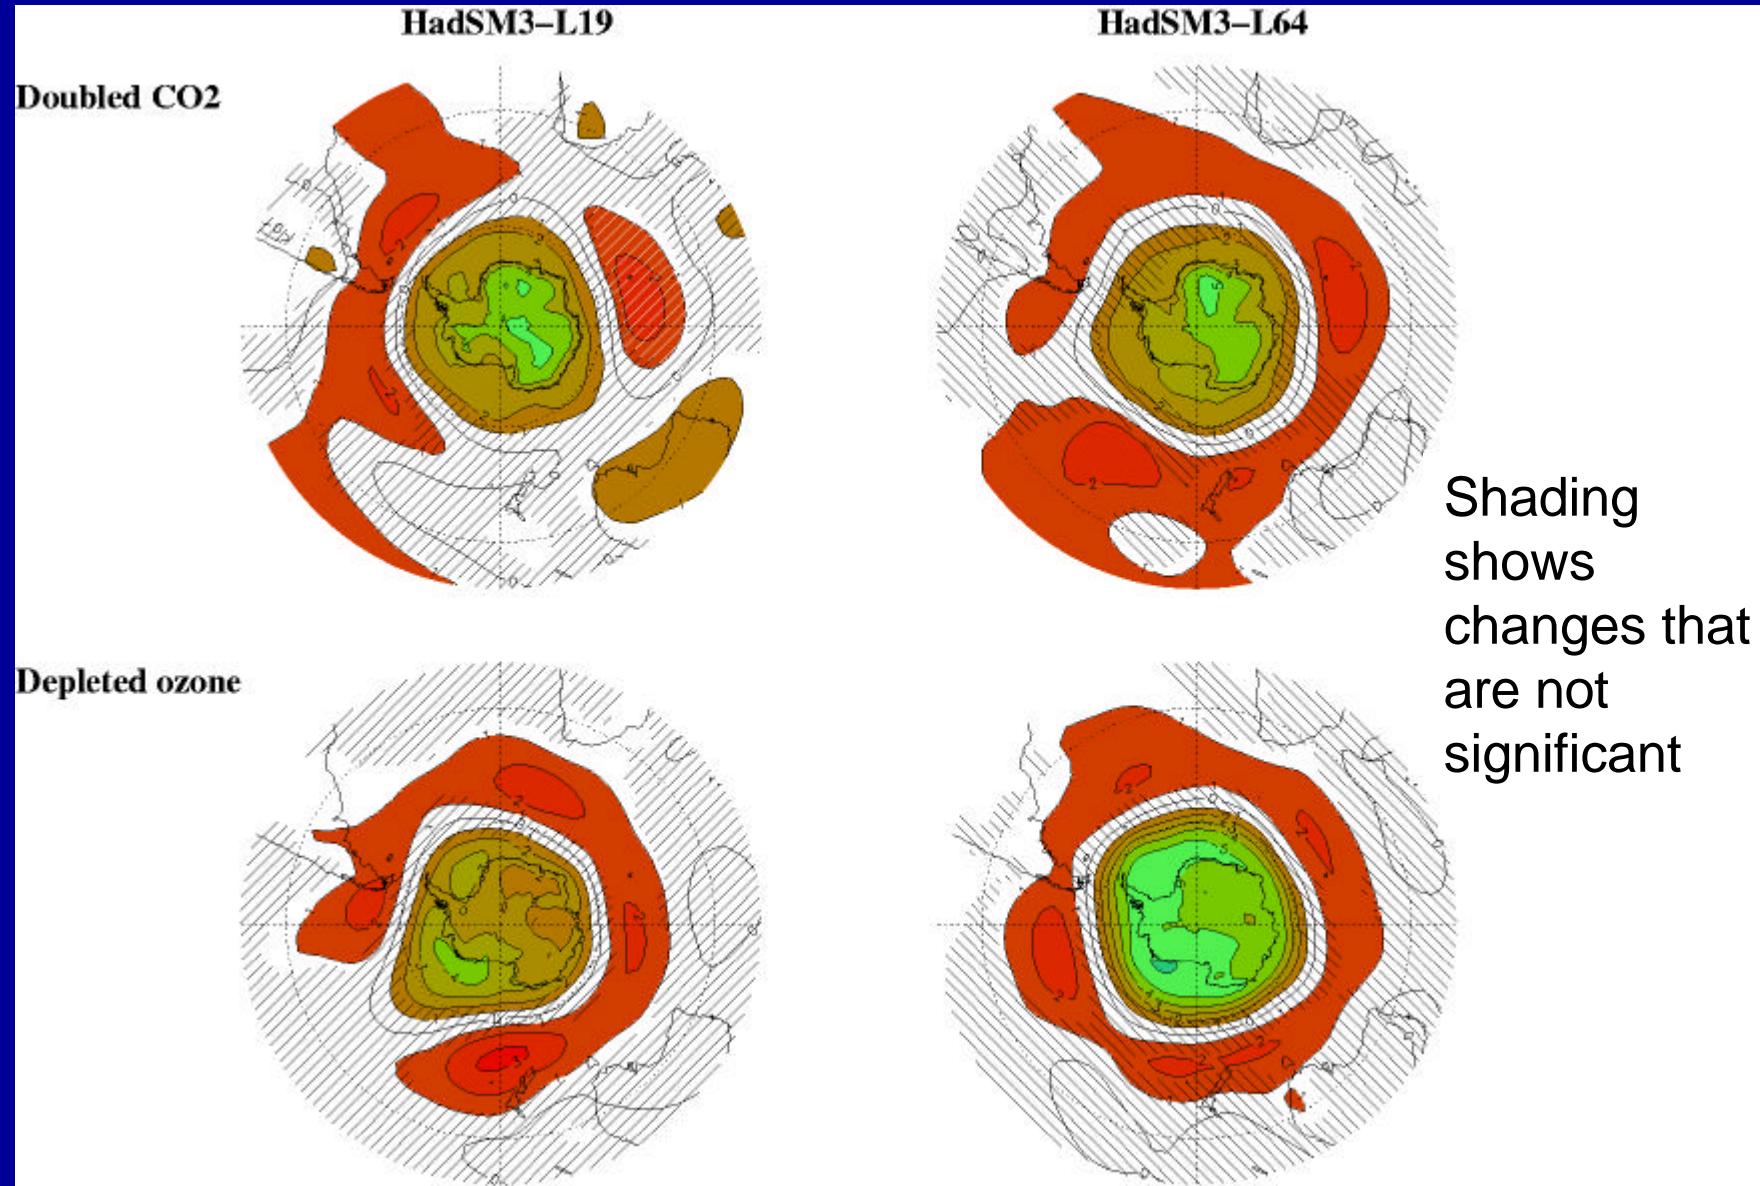 HadSM3–L19
HadSM3–L64
Doubled CO2
Shading
shows
changes that
are not
significant
Depleted ozone